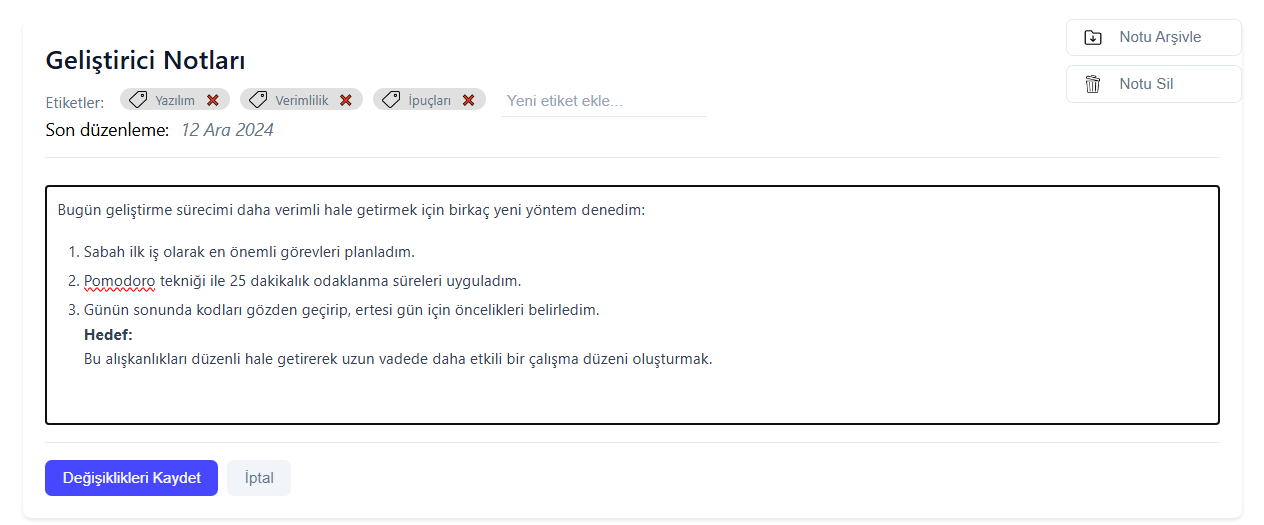 Geliştirici Notları
Notu Arşivle
Etiketler: Yazılım Verimlilik İpuçları Yeni etiket ekle...
Notu Sil
Son düzenleme: 12 Ara 2024
Bugün geliştirme sürecimi daha verimli hale getirmek için birkaç yeni yöntem denedim:
1. Sabah ilk iş olarak en önemli görevleri planladım.
2. Pomodoro tekniği ile 25 dakikalık odaklanma süreleri uyguladım.
3. Günün sonunda kodları gözden geçirip, ertesi gün için öncelikleri belirledim.
Hedef:
Bu alışkanlıkları düzenli hale getirerek uzun vadede daha etkili bir çalışma düzeni oluşturmak.
Değişiklikleri Kaydet İptal